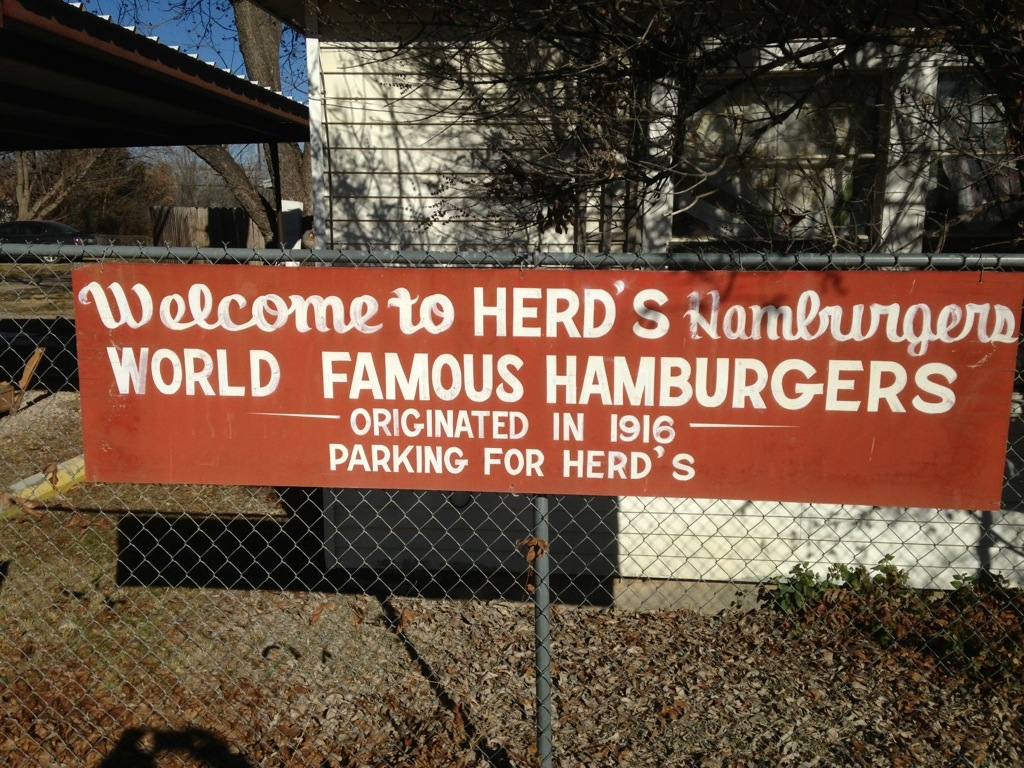 Welcome to HERD'S Hamburgers
WORLD FAMOUS HAMBURGERS
ORIGINATED IN 1916
PARKING FOR HERD'S